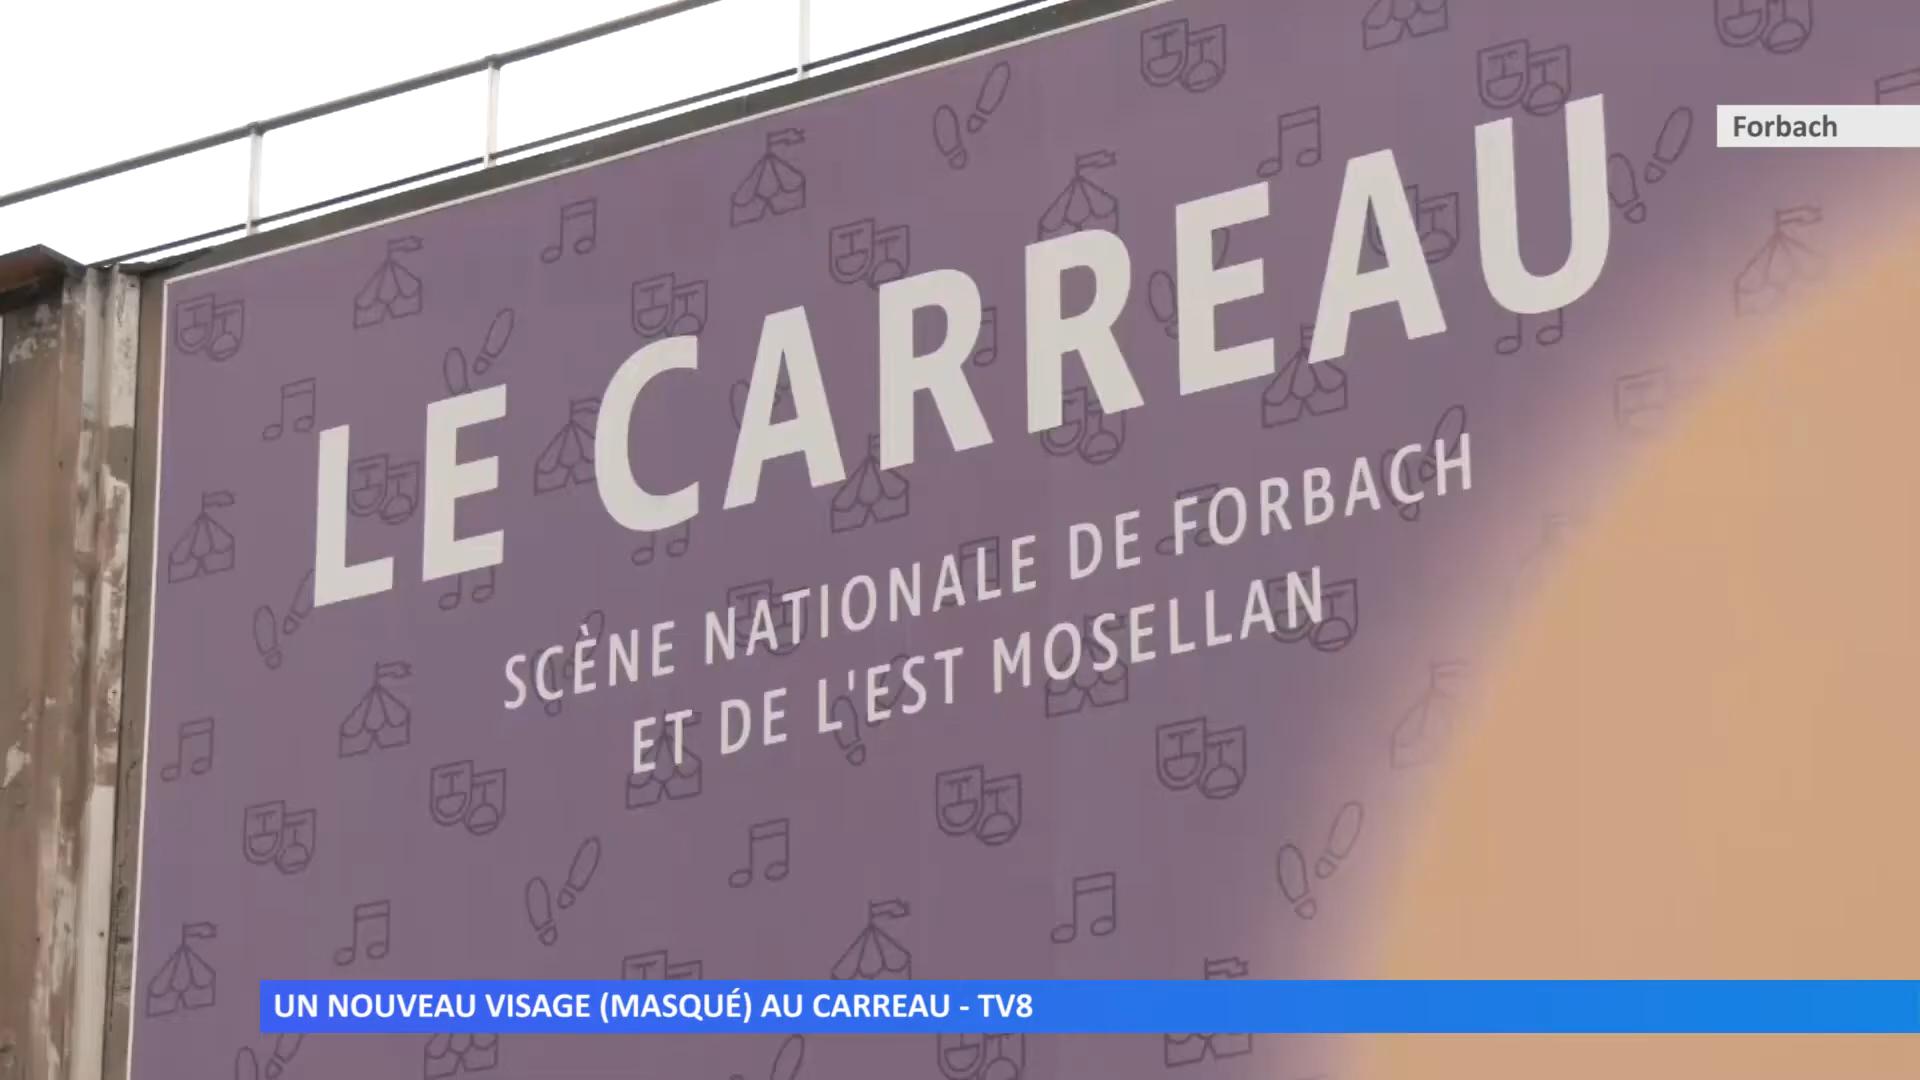 Forbach
LE CARREAU
SCÈNE NATIONALE DE FORBACH
ET DE L'EST MOSELLAN
UN NOUVEAU VISAGE (MASQUÉ) AU CARREAU - TV8